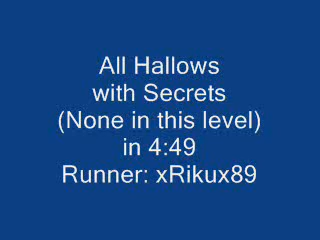 All Hallows
with Secrets
(None in this level)
in 4:49
Runner: xRikux89